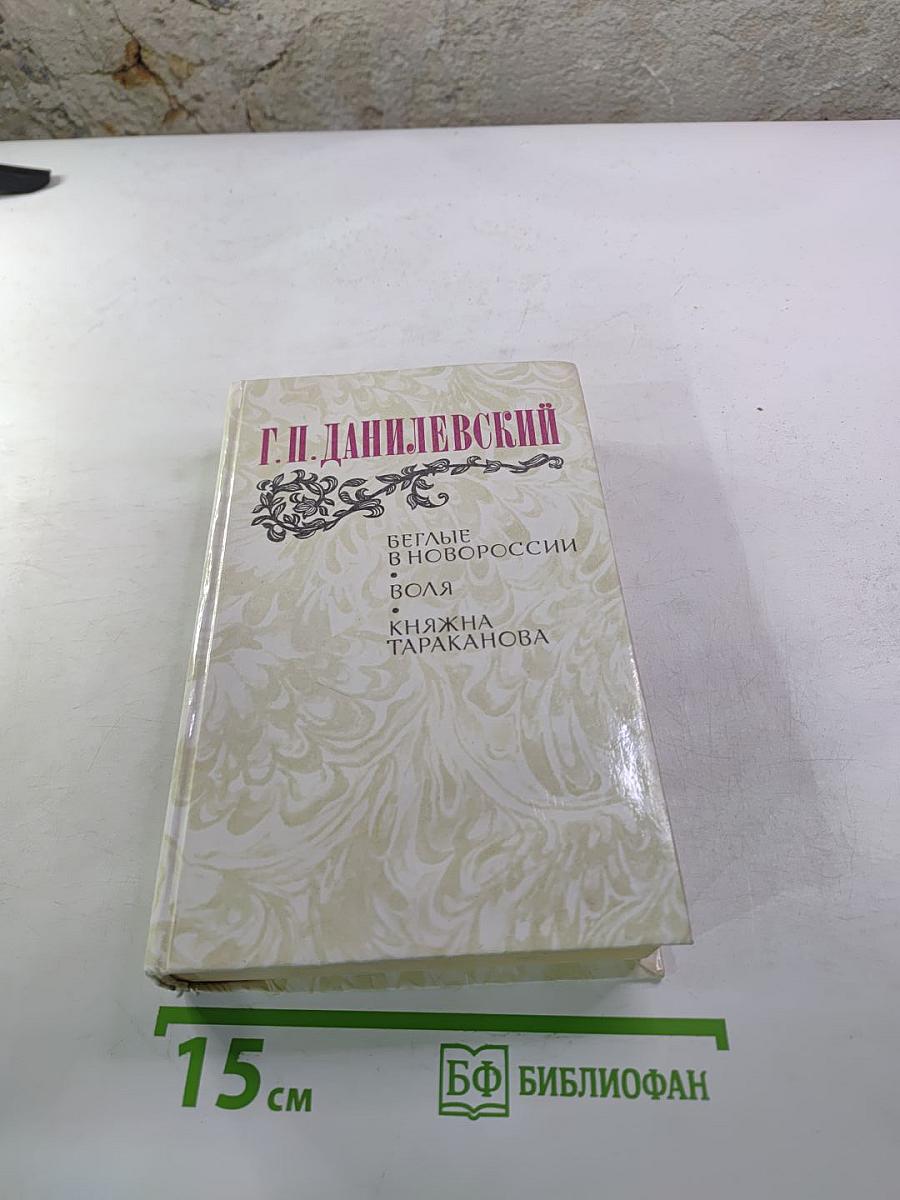 Г. П. ДАНИЛЕВСКИЙ
БЕГЛЫЕ
В НОВОРОССИИ
•
ВОЛЯ
•
КНЯЖНА
ТАРАКАНОВА
15 см
БФ БИБЛИОФАН